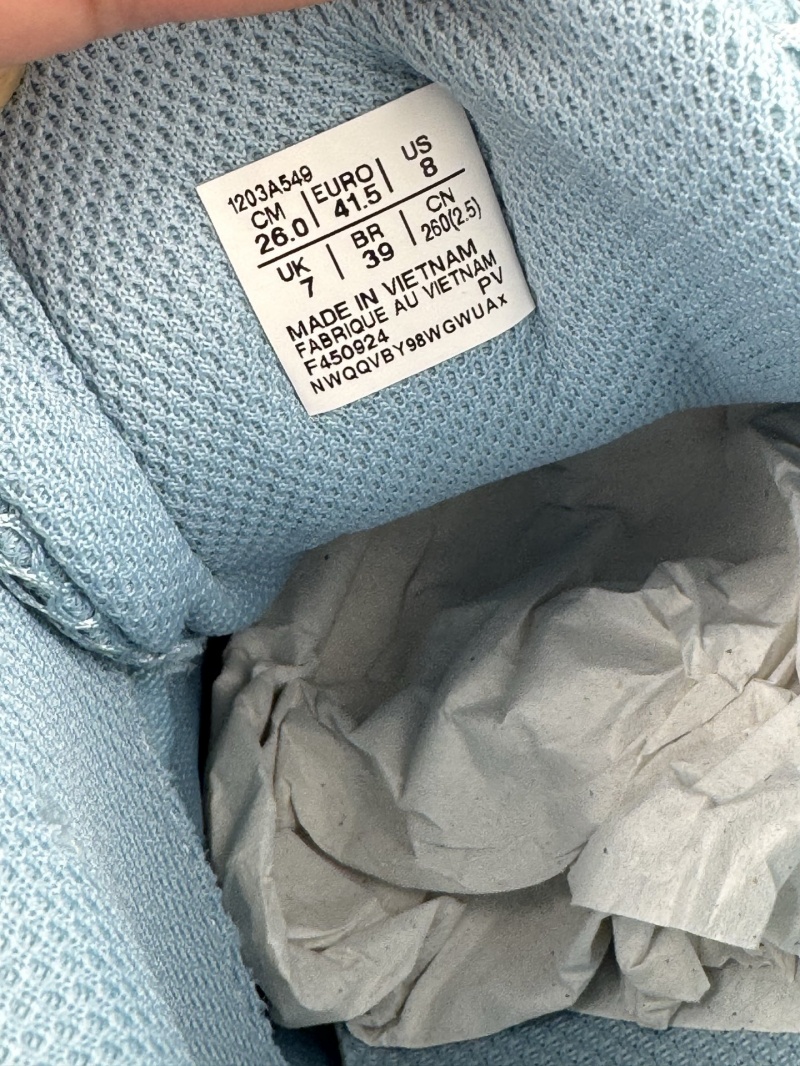 1203A549
CM | EURO | US
26.0 | 41.5 | 8
UK | BR | CN
7 | 39 | 260(2.5)
MADE IN VIETNAM
FABRIQUE AU VIETNAM
F450924 PV
NWQQVBY98WGWUAx